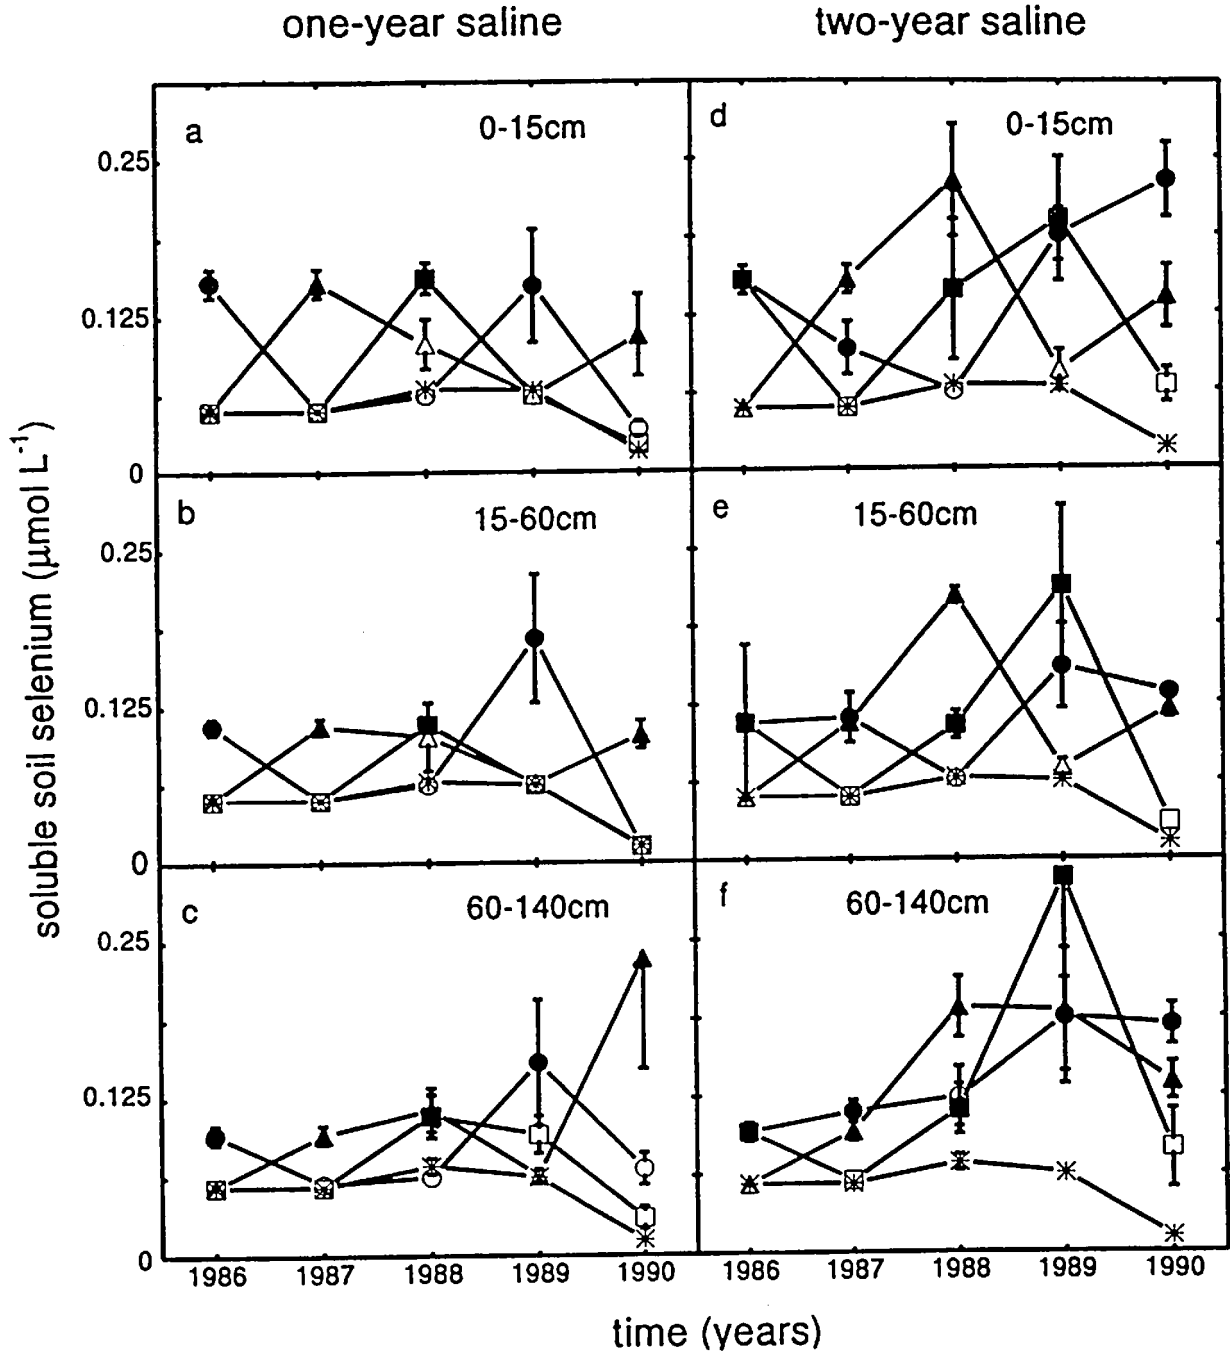 one-year saline
two-year saline
a
0-15cm
d
0-15cm
0.25
0.125
0
b
15-60cm
e
15-60cm
0.25
0.125
0
c
60-140cm
f
60-140cm
0.25
0.125
0
soluble soil selenium (μmol L⁻¹)
1986 1987 1988 1989 1990
1986 1987 1988 1989 1990
time (years)